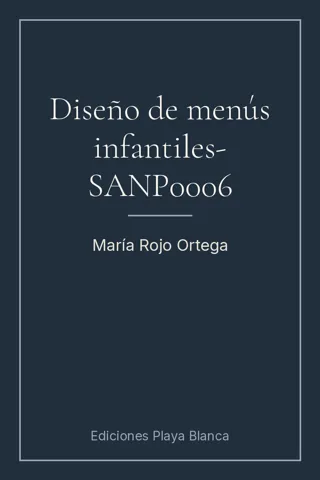 Diseño de menús
infantiles-
SANP0006
María Rojo Ortega
Ediciones Playa Blanca